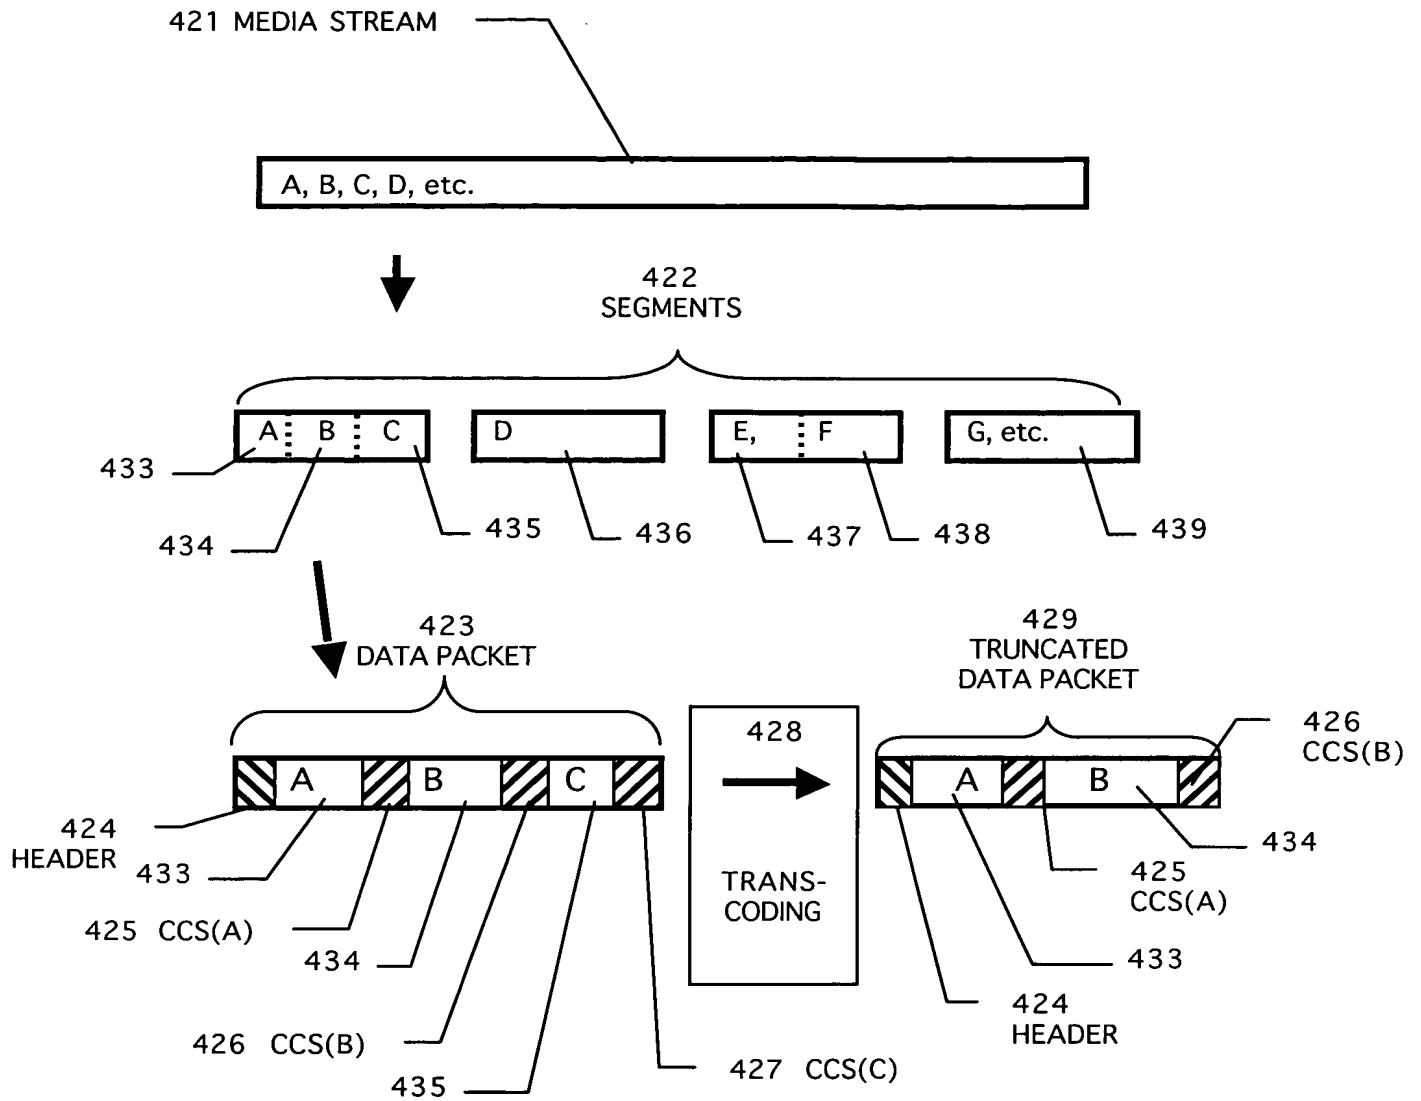 421 MEDIA STREAM
A, B, C, D, etc.
422
SEGMENTS
A B C
D
E, F
G, etc.
433
434
435
436
437
438
439
423
DATA PACKET
429
TRUNCATED
DATA PACKET
A B C
428
TRANS-
CODING
A B
426
CCS(B)
424
HEADER
433
425 CCS(A)
434
426 CCS(B)
435
427 CCS(C)
434
425
CCS(A)
433
424
HEADER